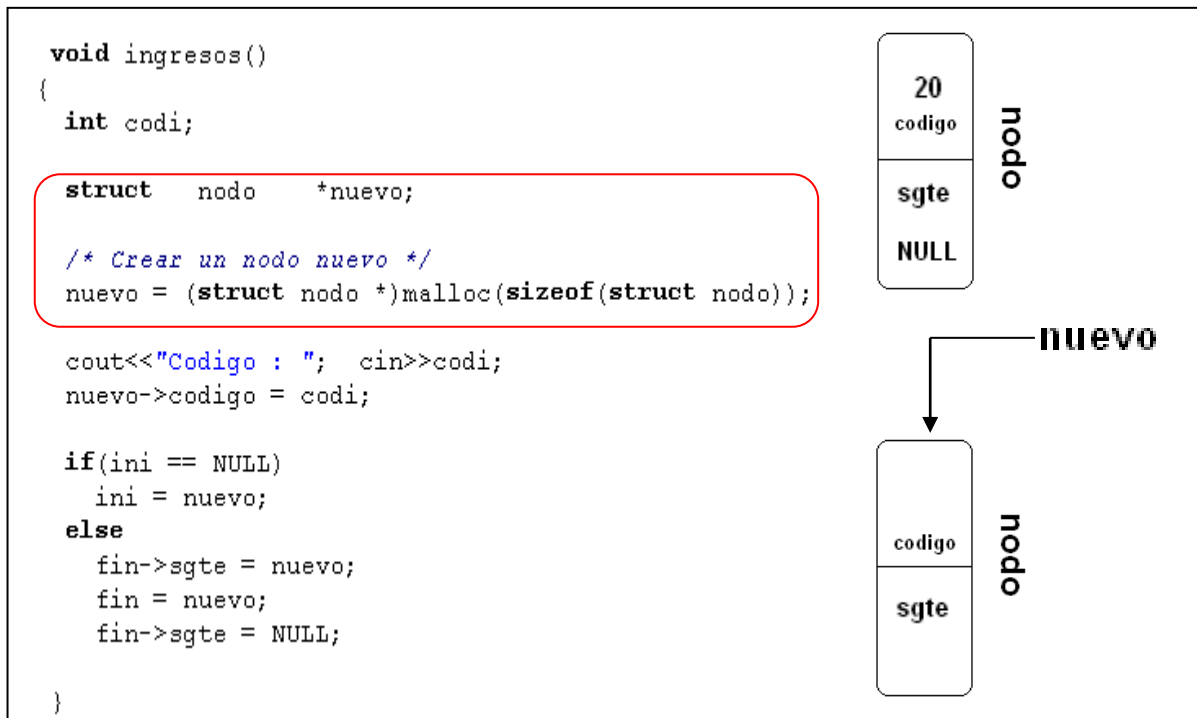 void ingresos()
{
int codi;
struct nodo *nuevo;
/* Crear un nodo nuevo */
nuevo = (struct nodo *)malloc(sizeof(struct nodo));
cout<<"Codigo : "; cin>>codi;
nuevo->codigo = codi;
if(ini == NULL)
ini = nuevo;
else
fin->sgte = nuevo;
fin = nuevo;
fin->sgte = NULL;
}
20
codigo
sgte
NULL
nodo
nuevo
codigo
sgte
nodo